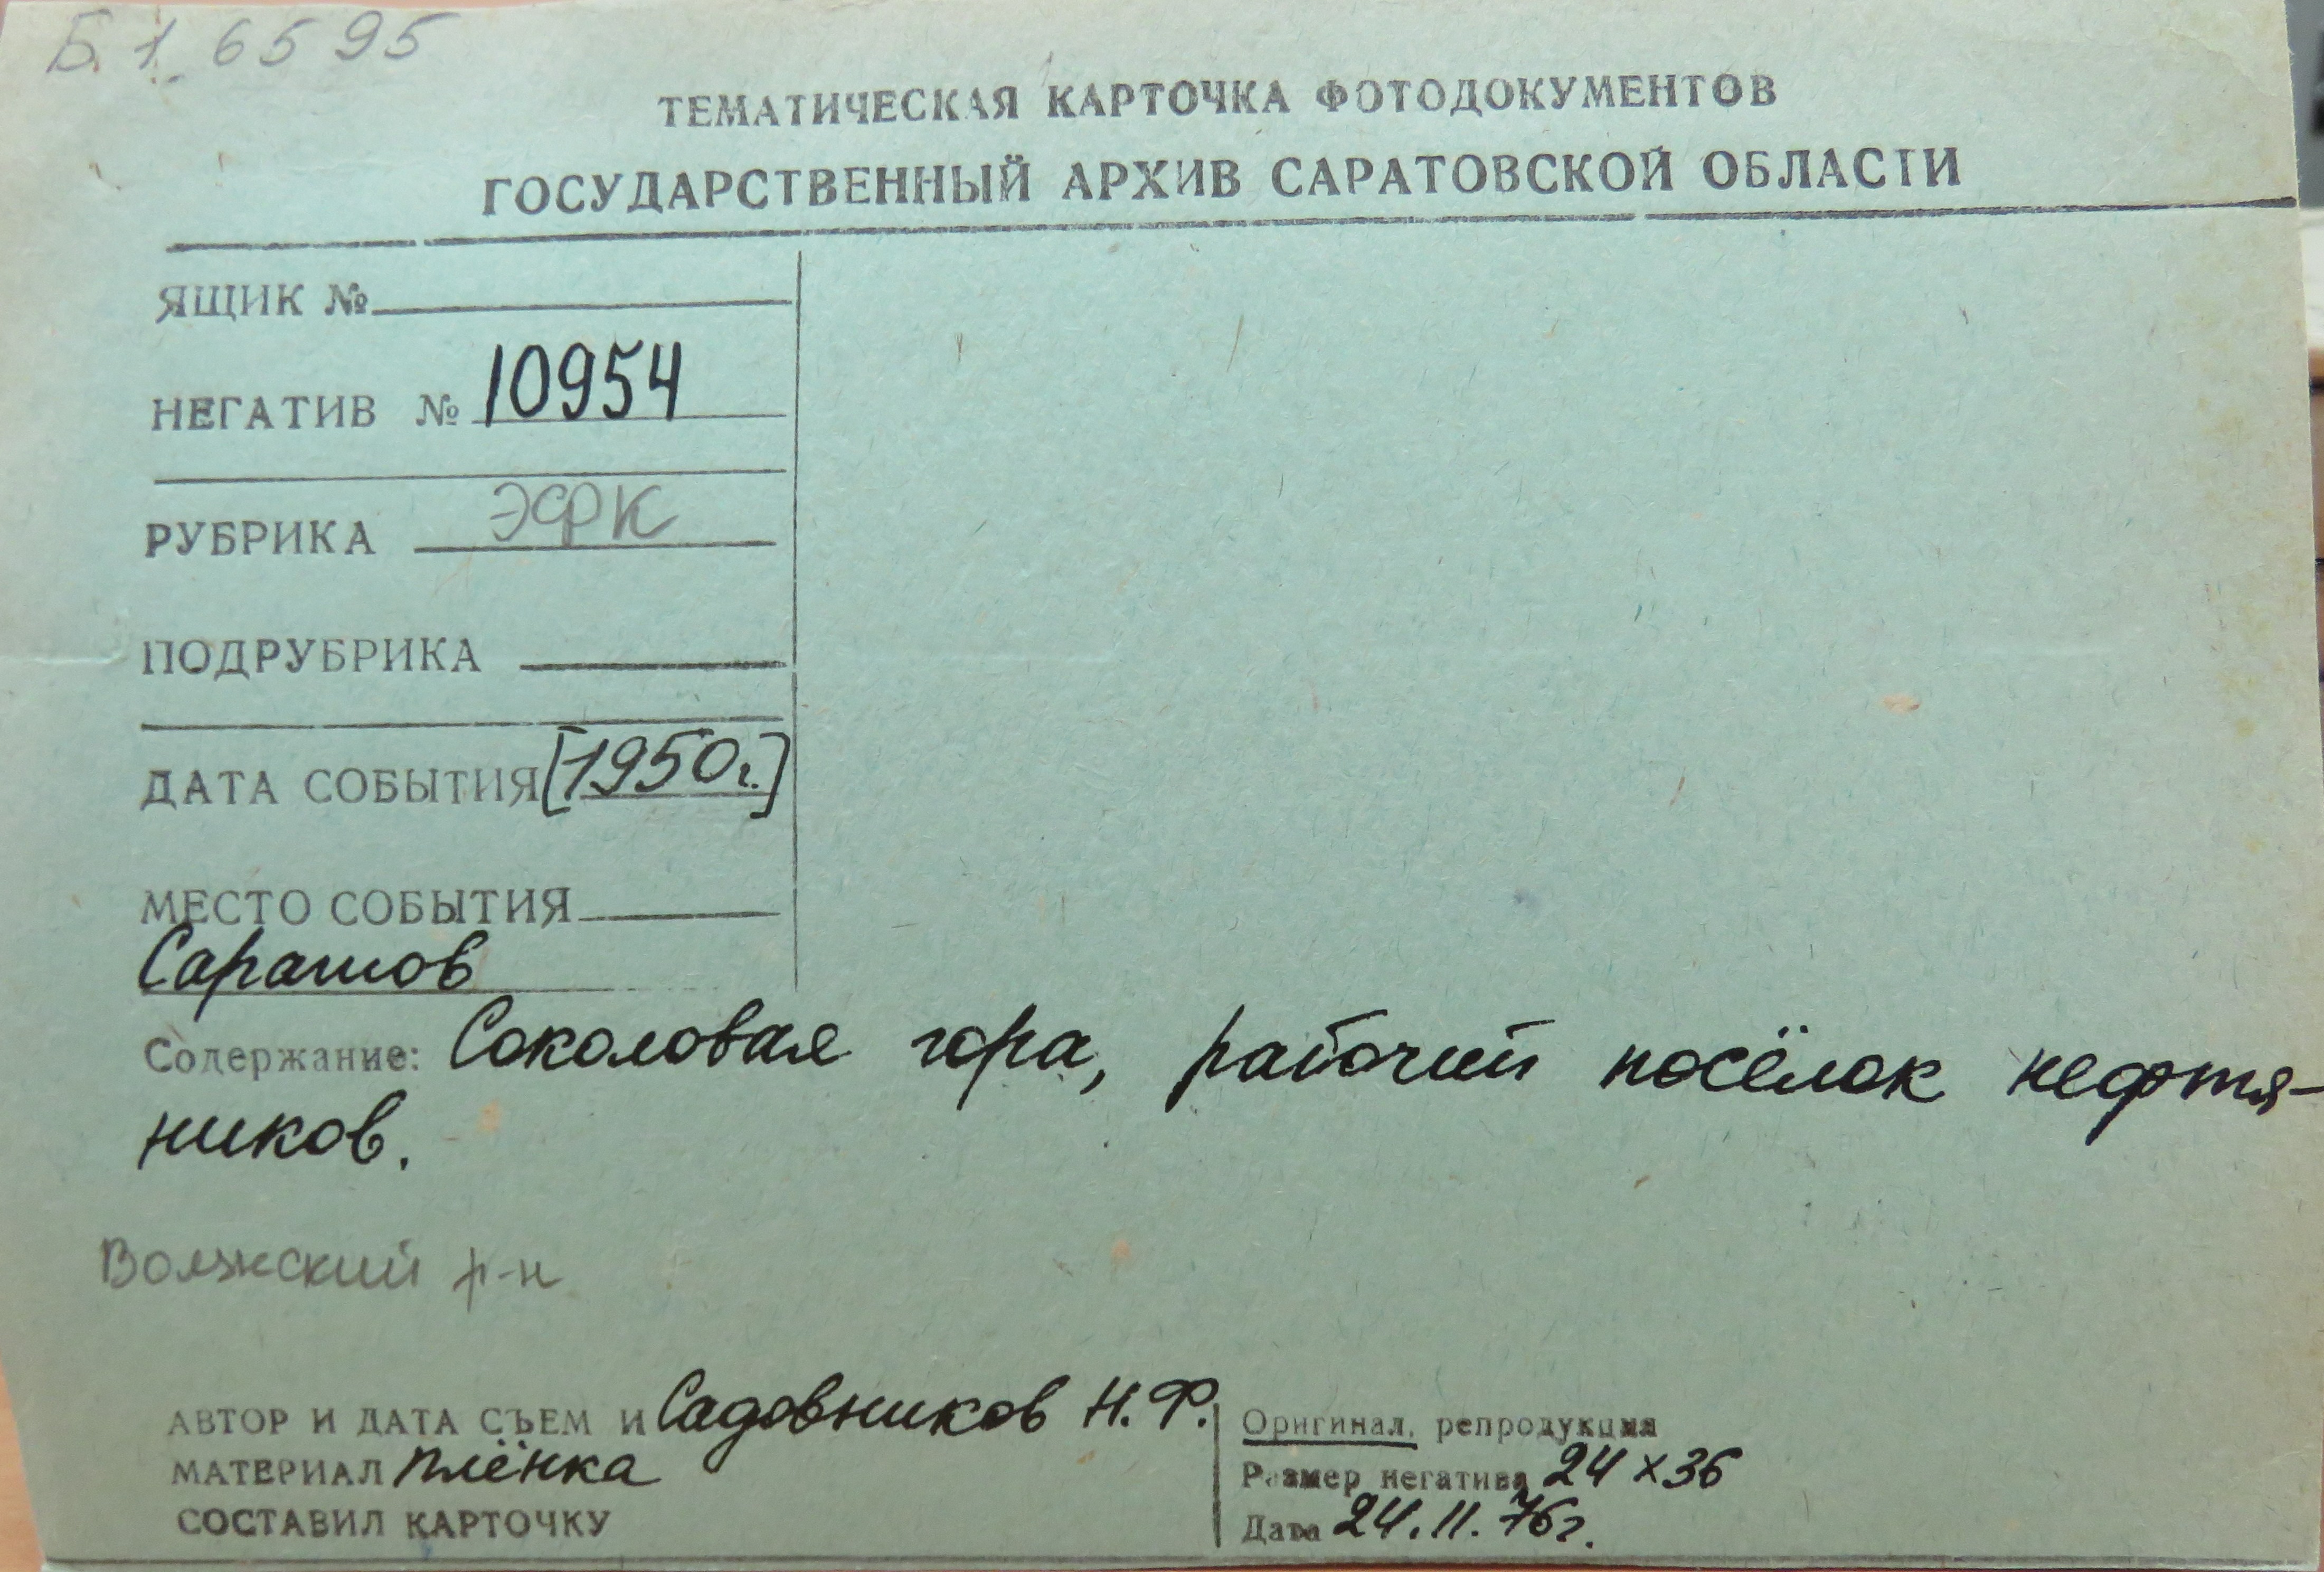 Б.1. 6595
ТЕМАТИЧЕСКАЯ КАРТОЧКА ФОТОДОКУМЕНТОВ
ГОСУДАРСТВЕННЫЙ АРХИВ САРАТОВСКОЙ ОБЛАСТИ
ЯЩИК №
НЕГАТИВ № 10954
РУБРИКА ЭФК
ПОДРУБРИКА
ДАТА СОБЫТИЯ [1950г.]
МЕСТО СОБЫТИЯ
Саратов
Содержание: Соколовая гора, рабочий посёлок нефтя-
ников.
Волжский р-н
АВТОР И ДАТА СЪЕМ И Садовников Н.Ф.
МАТЕРИАЛ плёнка
СОСТАВИЛ КАРТОЧКУ
Оригинал, репродукция
Размер негатива 24х36
Дата 24.11.76г.